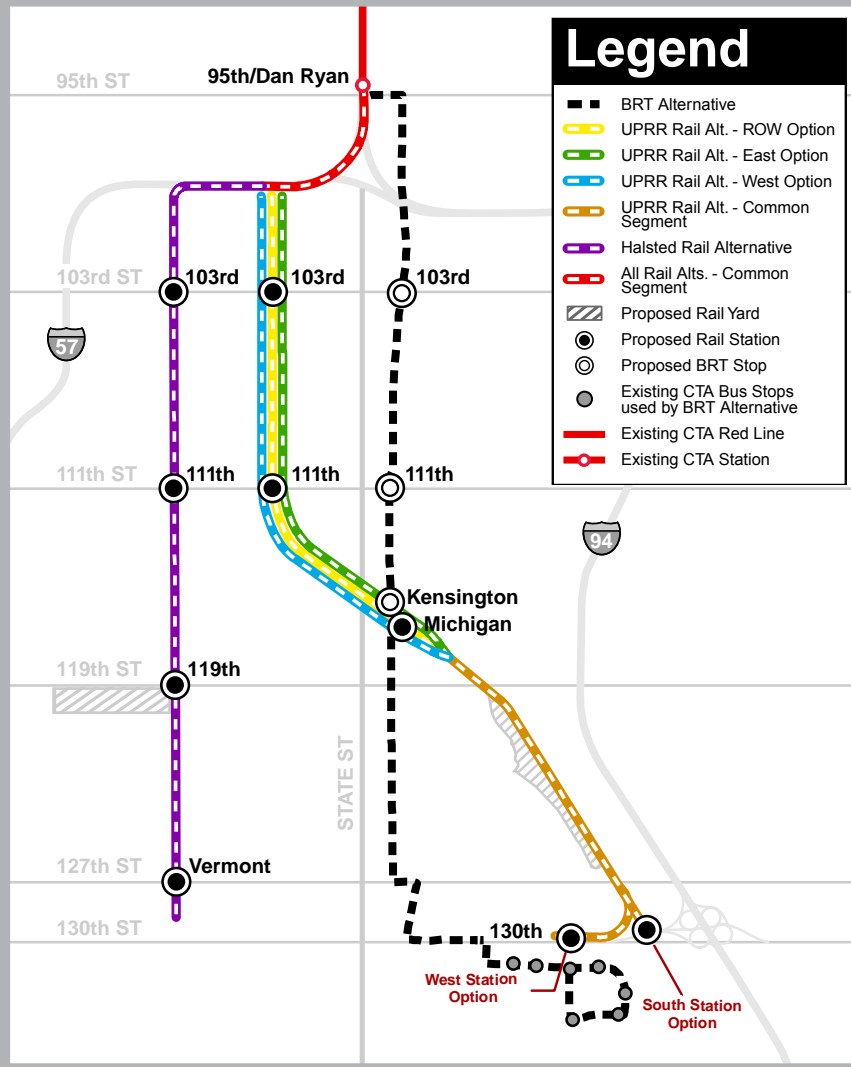 Legend
BRT Alternative
UPRR Rail Alt. - ROW Option
UPRR Rail Alt. - East Option
UPRR Rail Alt. - West Option
UPRR Rail Alt. - Common
Segment
Halsted Rail Alternative
All Rail Alts. - Common
Segment
Proposed Rail Yard
Proposed Rail Station
Proposed BRT Stop
Existing CTA Bus Stops
used by BRT Alternative
Existing CTA Red Line
Existing CTA Station
95th/Dan Ryan
95th ST
103rd ST
103rd
103rd
103rd
57
111th ST
111th
111th
111th
94
Kensington
Michigan
119th ST
119th
STATE ST
127th ST
Vermont
130th ST
130th
West Station
Option
South Station
Option